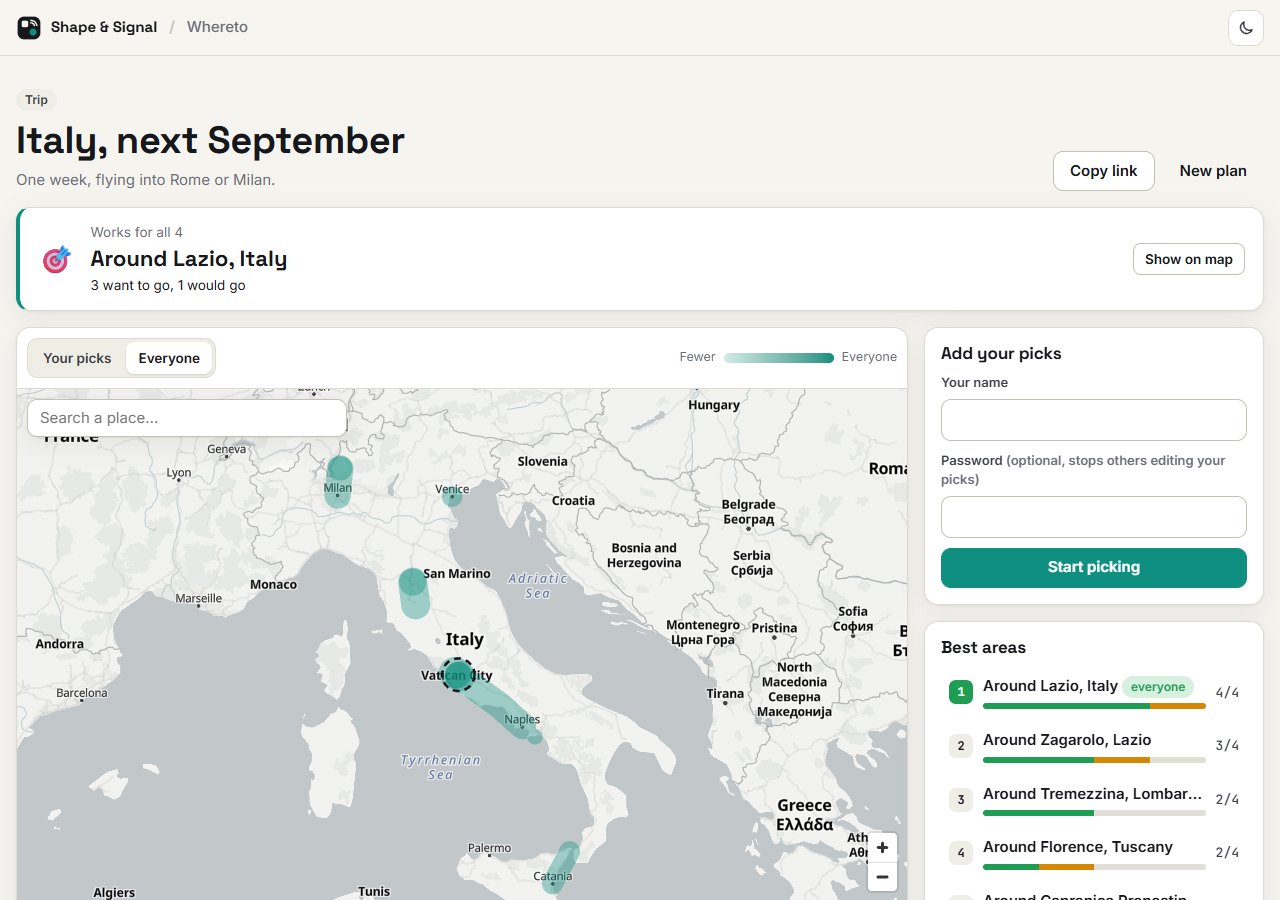 Shape & Signal / Whereto
Trip
Italy, next September
One week, flying into Rome or Milan.
Copy link
New plan
Works for all 4
Around Lazio, Italy
3 want to go, 1 would go
Show on map
Your picks
Everyone
Fewer
Everyone
Search a place...
France
Geneva
Lyon
Milan
Venice
Slovenia
Hungary
Croatia
Belgrade
Београд
Bosnia and
Herzegovina
Serbia
Србија
San Marino
Adriatic
Sea
Monaco
Marseille
Andorra
Barcelona
Italy
Vatican City
Naples
Montenegro
Црна Гора
Pristina
Sofia
София
North
Macedonia
Северна
Македонија
Tirana
Tyrrhenian
Sea
Greece
Ελλάδα
Palermo
Catania
Algiers
Tunis
+
−
Add your picks
Your name
Password (optional, stops others editing your
picks)
Start picking
Best areas
1 Around Lazio, Italy everyone 4/4
2 Around Zagarolo, Lazio 3/4
3 Around Tremezzina, Lombar... 2/4
4 Around Florence, Tuscany 2/4